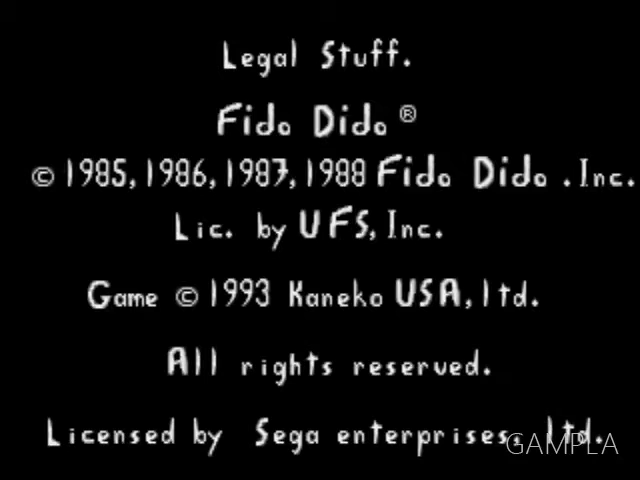 Legal Stuff.
Fido Dido ®
© 1985, 1986, 1987, 1988 Fido Dido .Inc.
Lic. by UFS, Inc.
Game © 1993 Kaneko USA, ltd.
All rights reserved.
Licensed by Sega enterprises. ltd.
GAMPLA